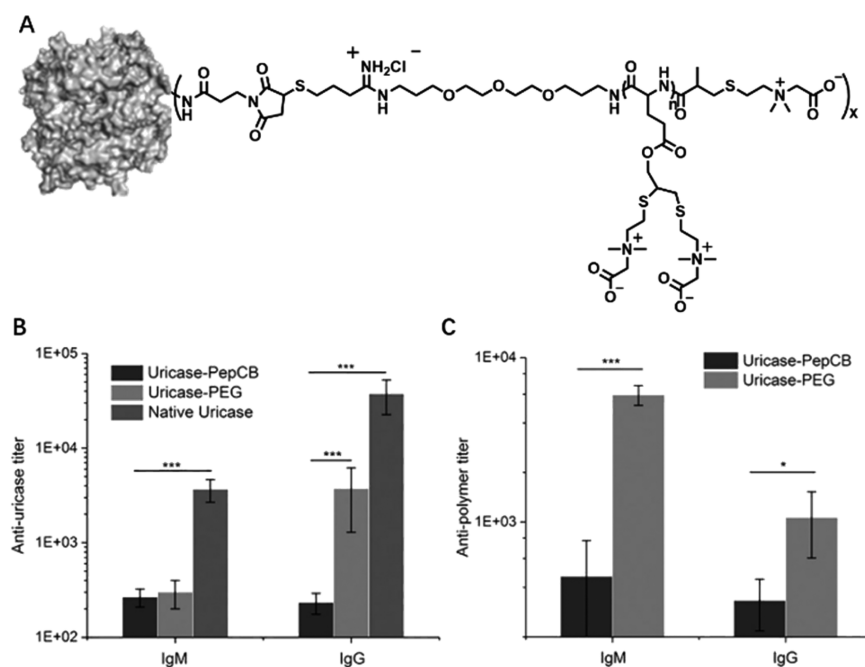 A
+
−
NH₂Cl
O
N
H
O
N
O
O
S
N
H
O
O
O
N
H
O
H
N
n
O
S
+
N
O
O⁻
x
O
O
S
S
+
N
O
O⁻
+
N
O
O⁻
B
Anti-uricase titer
1E+05
1E+04
1E+03
1E+02
Uricase-PepCB
Uricase-PEG
Native Uricase
***
***
***
IgM
IgG
C
Anti-polymer titer
1E+04
1E+03
Uricase-PepCB
Uricase-PEG
***
*
IgM
IgG